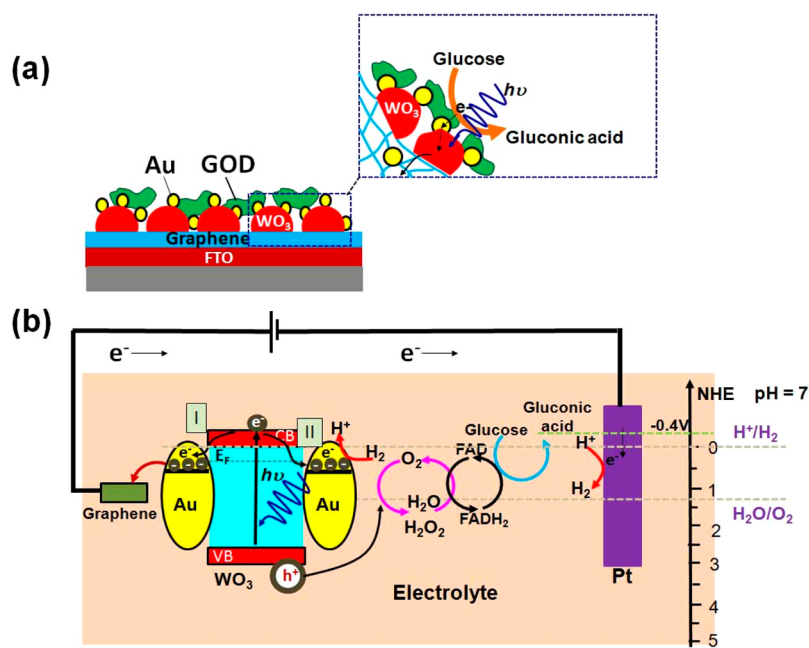 (a)
Glucose
hυ
WO3
e-
Gluconic acid
Au
GOD
WO3
Graphene
FTO
(b)
e-
e-
NHE
pH = 7
I
e-
CB
II
H+
Gluconic
acid
Glucose
-0.4V
H+/H2
H+
0
e-
EF
e-
H2
O2
FAD
e-
hυ
H2
Graphene
Au
Au
H2O
H2O2
FADH2
1
H2O/O2
2
VB
WO3
h+
Pt
3
Electrolyte
4
5